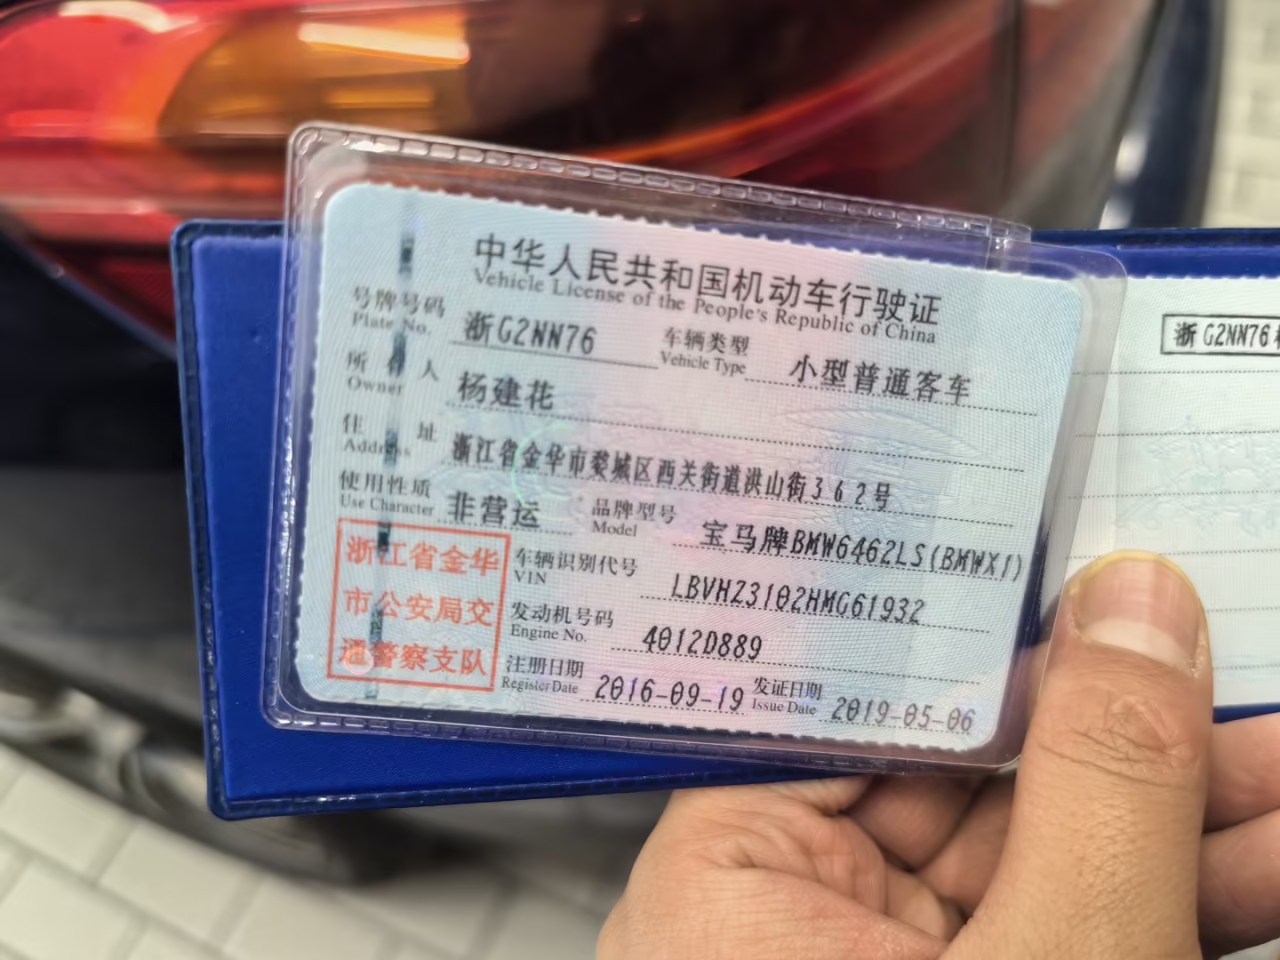 中华人民共和国机动车行驶证
Vehicle License of the People's Republic of China
号牌号码 浙G2NN76 车辆类型 小型普通客车
Plate No. Vehicle Type
所有人 杨建花
Owner
住址 浙江省金华市婺城区西关街道洪山街362号
Address
使用性质 非营运 品牌型号 宝马牌BMW6462LS(BMWX1)
Use Character Model
浙江省金华
市公安局交
通警察支队
车辆识别代号 LBVHZ3102HMG61932
VIN
发动机号码 4012D889
Engine No.
注册日期 2016-09-19 发证日期 2019-05-06
Register Date Issue Date
浙G2NN76